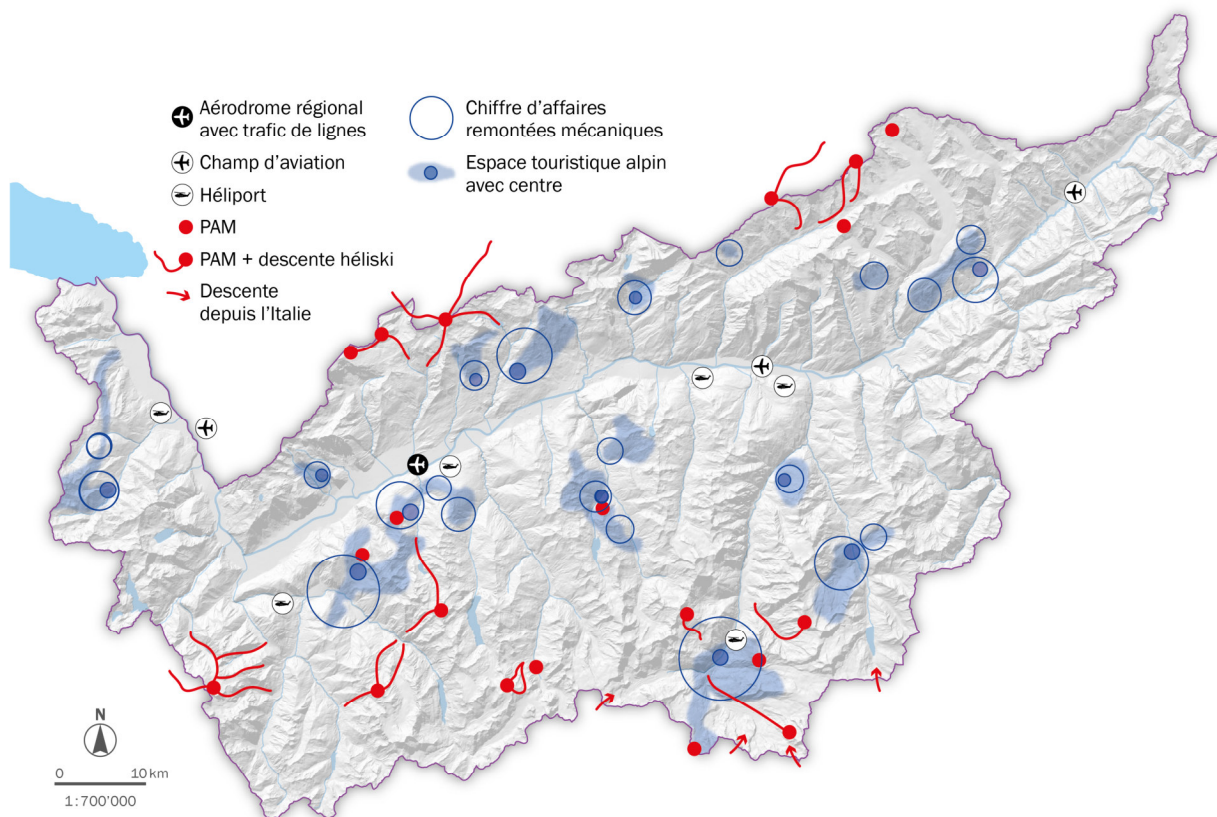 Aérodrome régional
avec trafic de lignes
Champ d'aviation
Héliport
PAM
PAM + descente héliski
Descente
depuis l'Italie
Chiffre d'affaires
remontées mécaniques
Espace touristique alpin
avec centre
N
0 10 km
1:700'000